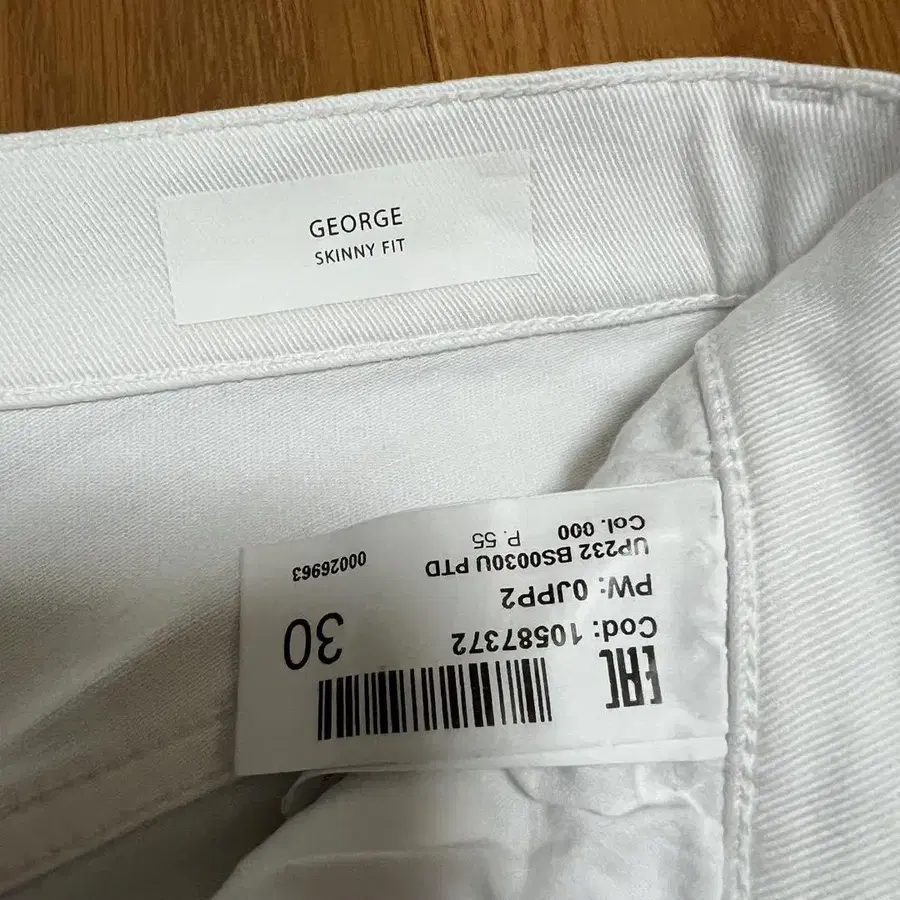 GEORGE
SKINNY FIT
EAC
Cod: 10587372
30
PW: 0JPP2
UP232 BS0030U PTD
00026963
Col. 000
P. 55